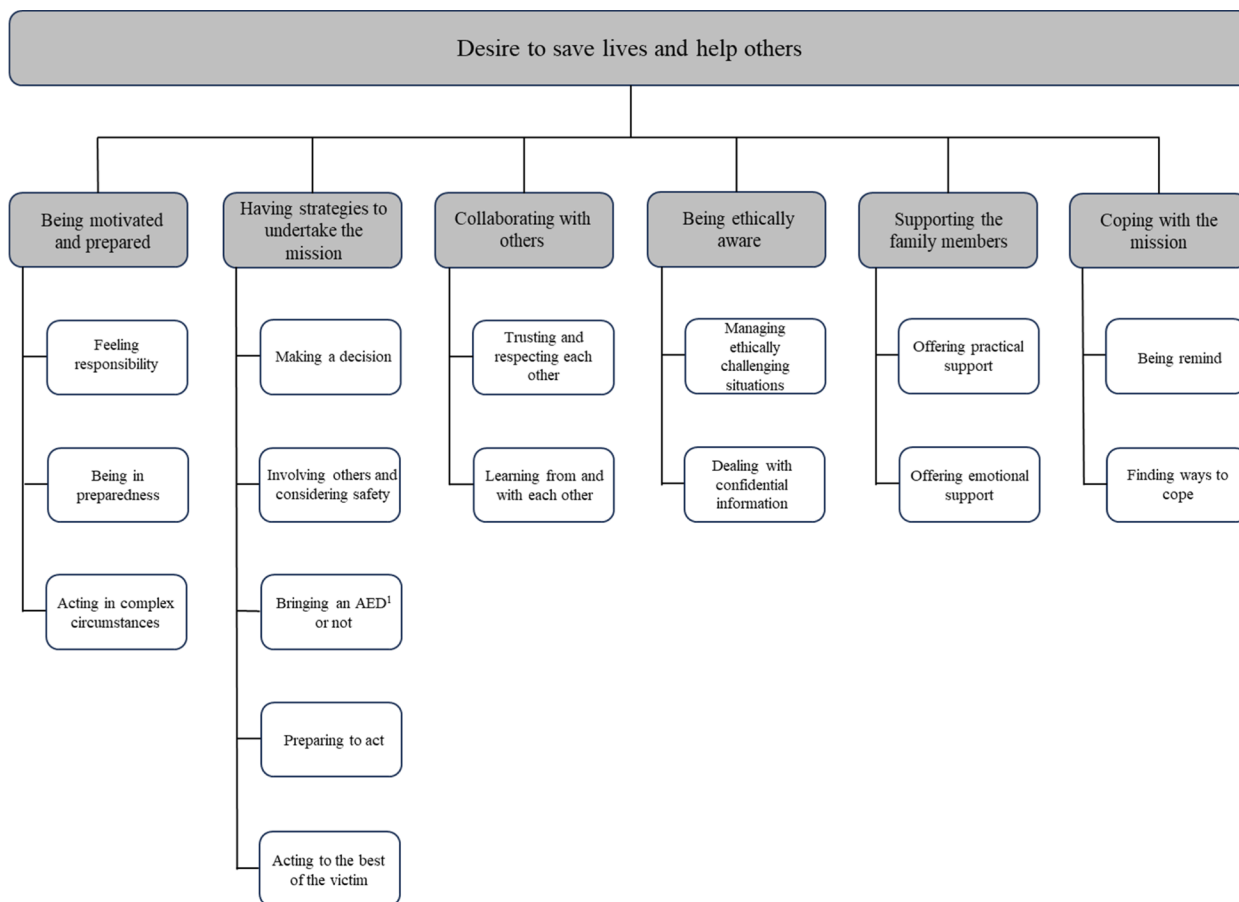 Desire to save lives and help others
Being motivated
and prepared
Having strategies to
undertake the
mission
Collaborating with
others
Being ethically
aware
Supporting the
family members
Coping with the
mission
Feeling
responsibility
Being in
preparedness
Acting in complex
circumstances
Making a decision
Involving others and
considering safety
Bringing an AED¹
or not
Preparing to act
Acting to the best
of the victim
Trusting and
respecting each
other
Learning from and
with each other
Managing
ethically
challenging
situations
Dealing with
confidential
information
Offering practical
support
Offering emotional
support
Being remind
Finding ways to
cope